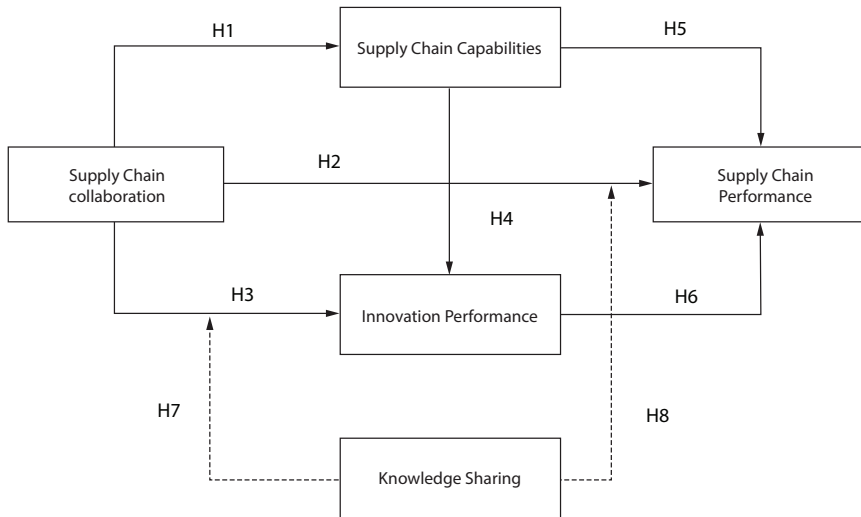 H1
Supply Chain Capabilities
H5
Supply Chain
collaboration
H2
Supply Chain
Performance
H4
H3
Innovation Performance
H6
H7
H8
Knowledge Sharing